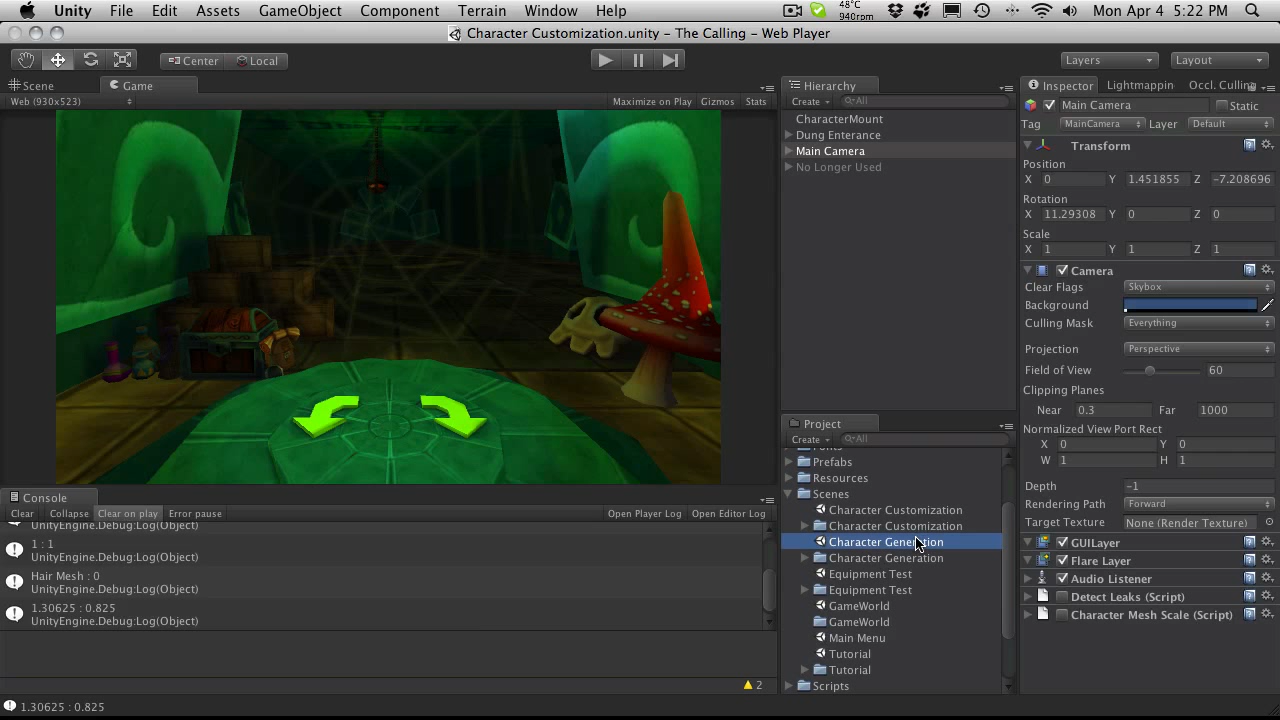 Unity File Edit Assets GameObject Component Terrain Window Help 48°C 940rpm Mon Apr 4 5:22 PM
Character Customization.unity – The Calling – Web Player
Center Local Layers Layout
Scene Game
Web (930x523) Maximize on Play Gizmos Stats
Hierarchy
Create All
CharacterMount
Dung Enterance
Main Camera
No Longer Used
Inspector Lightmappin Occl. Culling
Main Camera Static
Tag MainCamera Layer Default
Transform
Position
X 0 Y 1.451855 Z -7.208696
Rotation
X 11.29308 Y 0 Z 0
Scale
X 1 Y 1 Z 1
Camera
Clear Flags Skybox
Background
Culling Mask Everything
Projection Perspective
Field of View 60
Clipping Planes
Near 0.3 Far 1000
Normalized View Port Rect
X 0 Y 0
W 1 H 1
Depth -1
Rendering Path Forward
Target Texture None (Render Texture)
GUILayer
Flare Layer
Audio Listener
Detect Leaks (Script)
Character Mesh Scale (Script)
Project
Create All
Prefabs
Resources
Scenes
Character Customization
Character Customization
Character Generation
Character Generation
Equipment Test
Equipment Test
GameWorld
GameWorld
Main Menu
Tutorial
Tutorial
Scripts
Console
Clear Collapse Clear on play Error pause Open Player Log Open Editor Log
UnityEngine.Debug:Log(Object)
1 : 1
UnityEngine.Debug:Log(Object)
Hair Mesh : 0
UnityEngine.Debug:Log(Object)
1.30625 : 0.825
UnityEngine.Debug:Log(Object)
2
1.30625 : 0.825